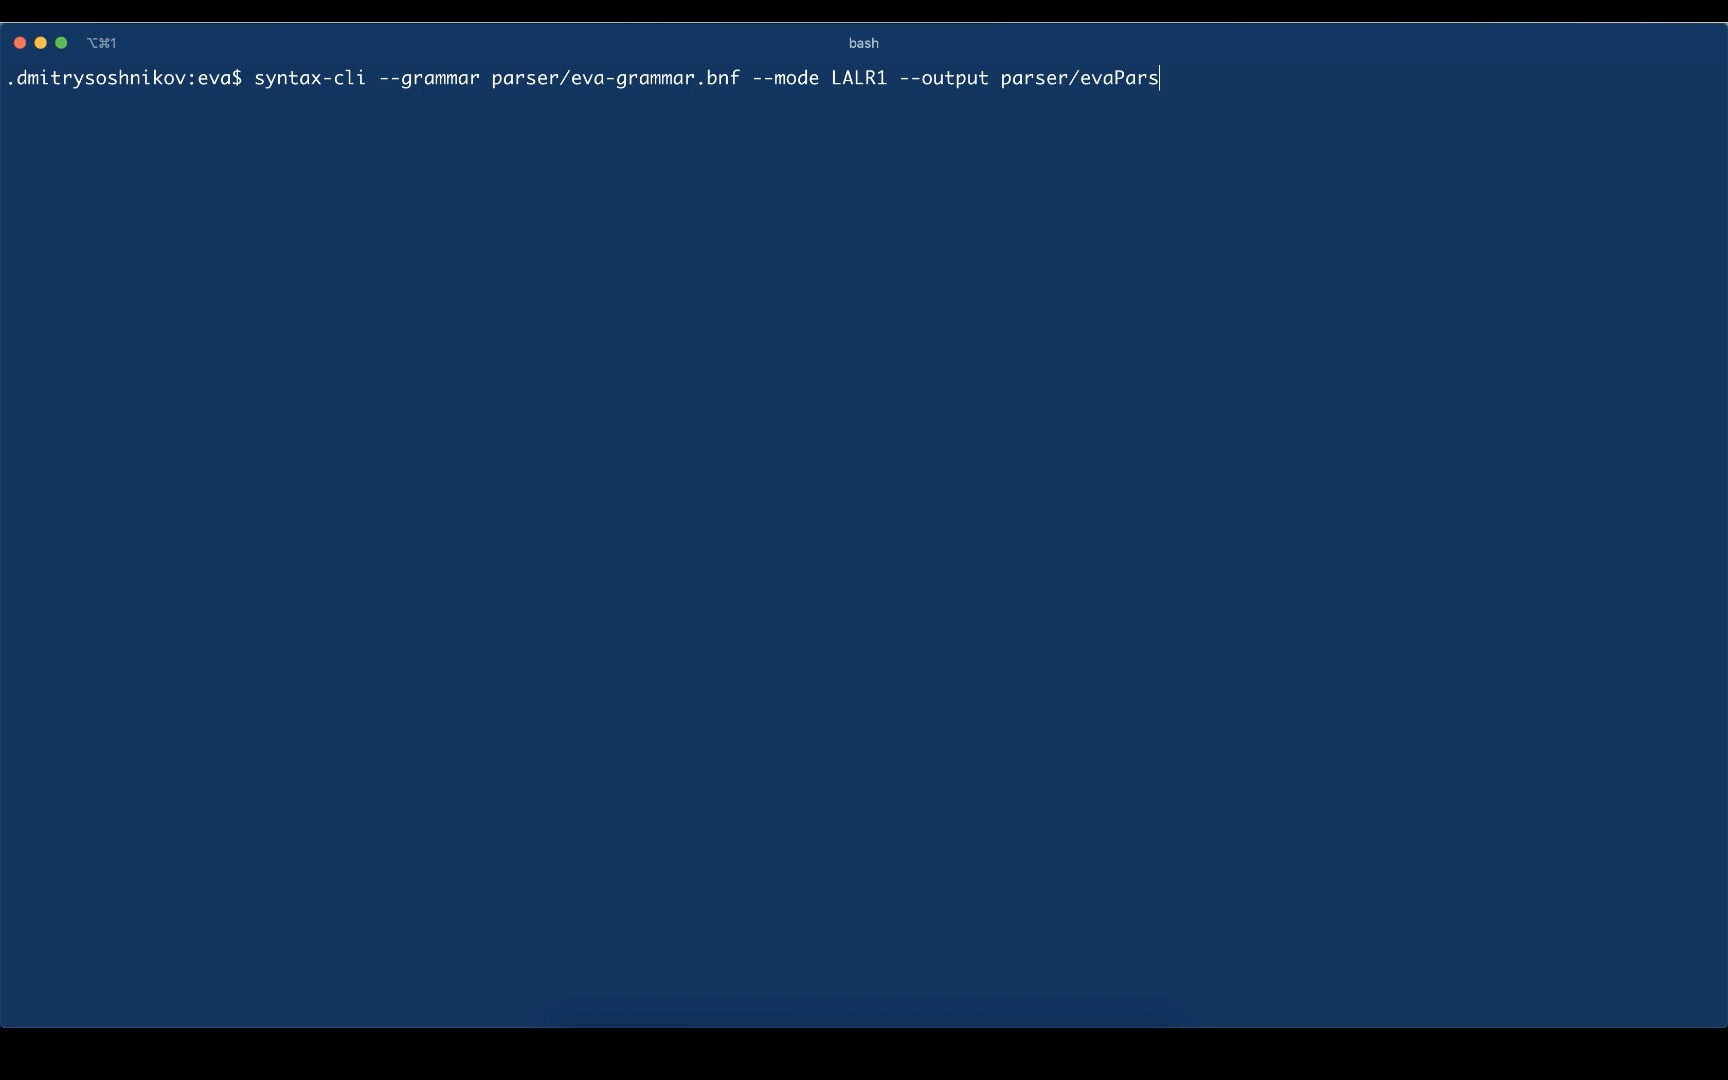 ⌥⌘1
bash
.dmitrysoshnikov:eva$ syntax-cli --grammar parser/eva-grammar.bnf --mode LALR1 --output parser/evaPars